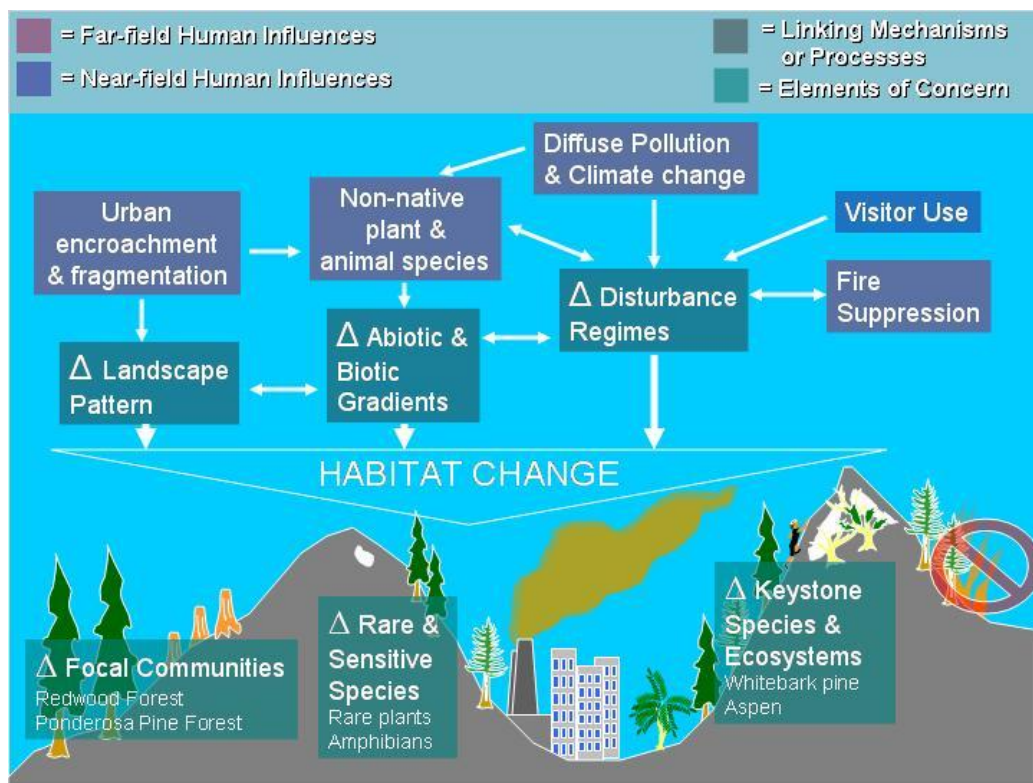 = Far-field Human Influences
= Near-field Human Influences
= Linking Mechanisms
or Processes
= Elements of Concern
Diffuse Pollution
& Climate change
Urban
encroachment
& fragmentation
Non-native
plant &
animal species
Visitor Use
Δ Disturbance
Regimes
Fire
Suppression
Δ Landscape
Pattern
Δ Abiotic &
Biotic
Gradients
HABITAT CHANGE
Δ Focal Communities
Redwood Forest
Ponderosa Pine Forest
Δ Rare &
Sensitive
Species
Rare plants
Amphibians
Δ Keystone
Species &
Ecosystems
Whitebark pine
Aspen